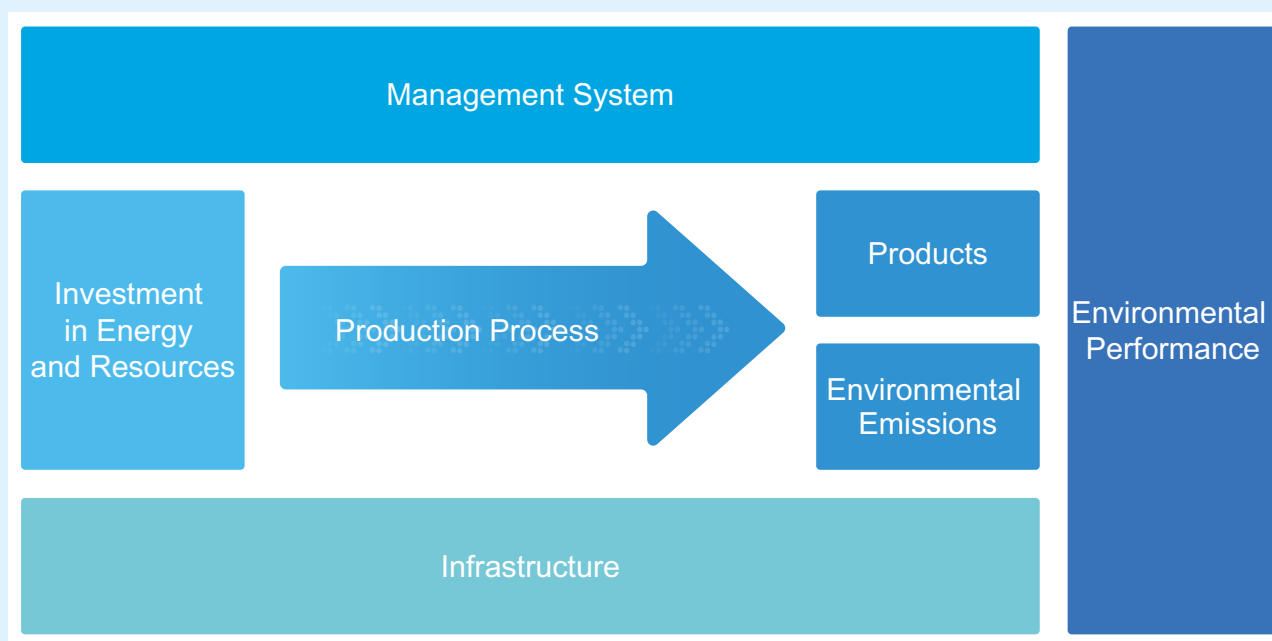 Management System
Investment
in Energy
and Resources
Production Process
Products
Environmental
Emissions
Environmental
Performance
Infrastructure